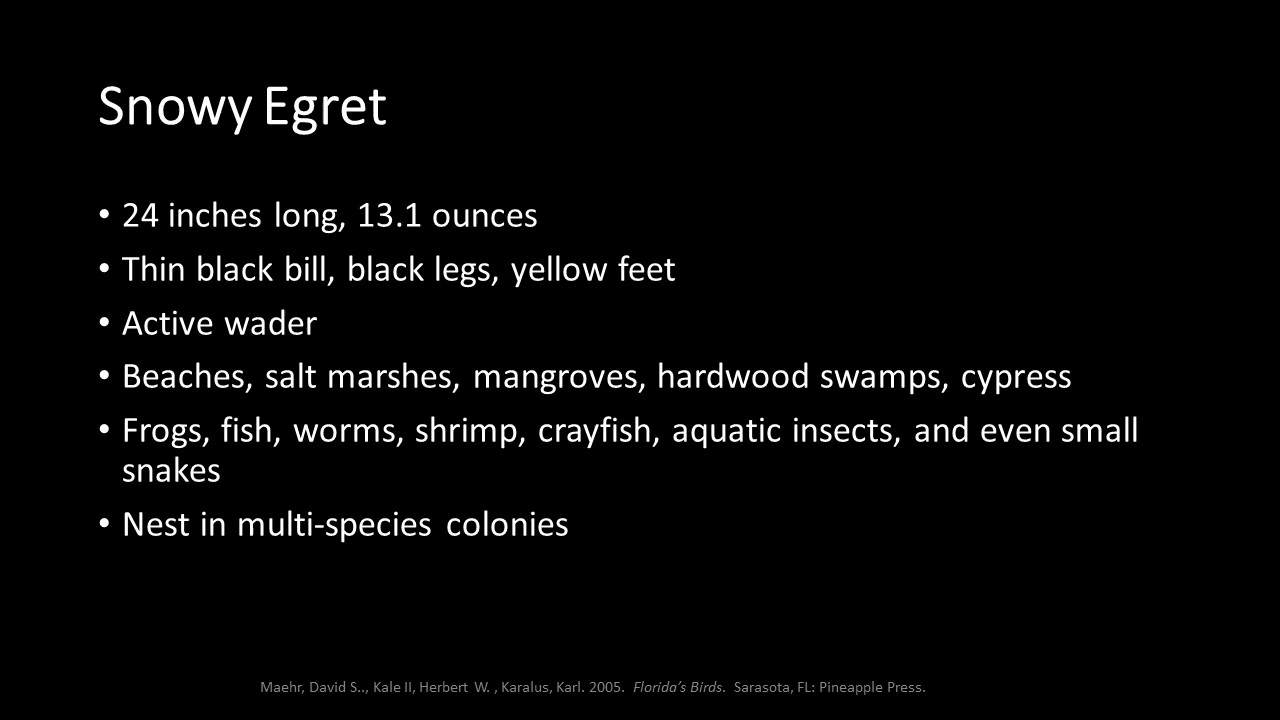 Snowy Egret
• 24 inches long, 13.1 ounces
• Thin black bill, black legs, yellow feet
• Active wader
• Beaches, salt marshes, mangroves, hardwood swamps, cypress
• Frogs, fish, worms, shrimp, crayfish, aquatic insects, and even small
snakes
• Nest in multi-species colonies
Maehr, David S.., Kale II, Herbert W. , Karalus, Karl. 2005. Florida’s Birds. Sarasota, FL: Pineapple Press.